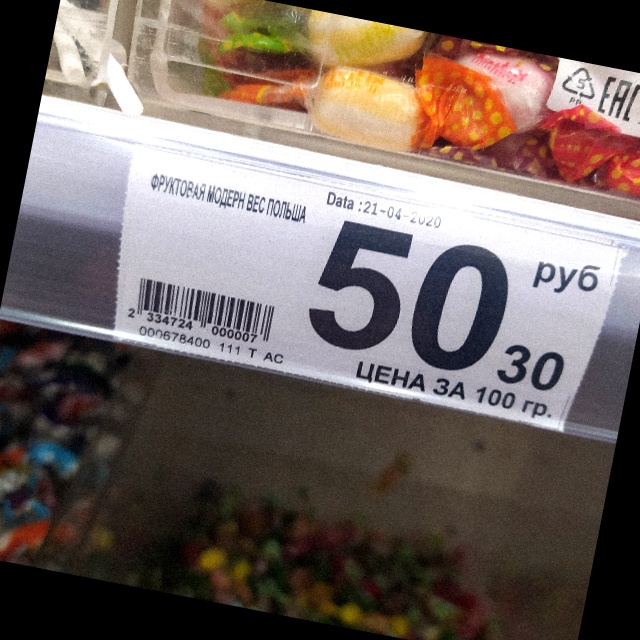 EAC
ФРУКТОВАЯ МОДЕРН ВЕС ПОЛЬША
Data :21-04-2020
50 руб
30
2 334724 000007
000678400 111 T AC
ЦЕНА ЗА 100 гр.